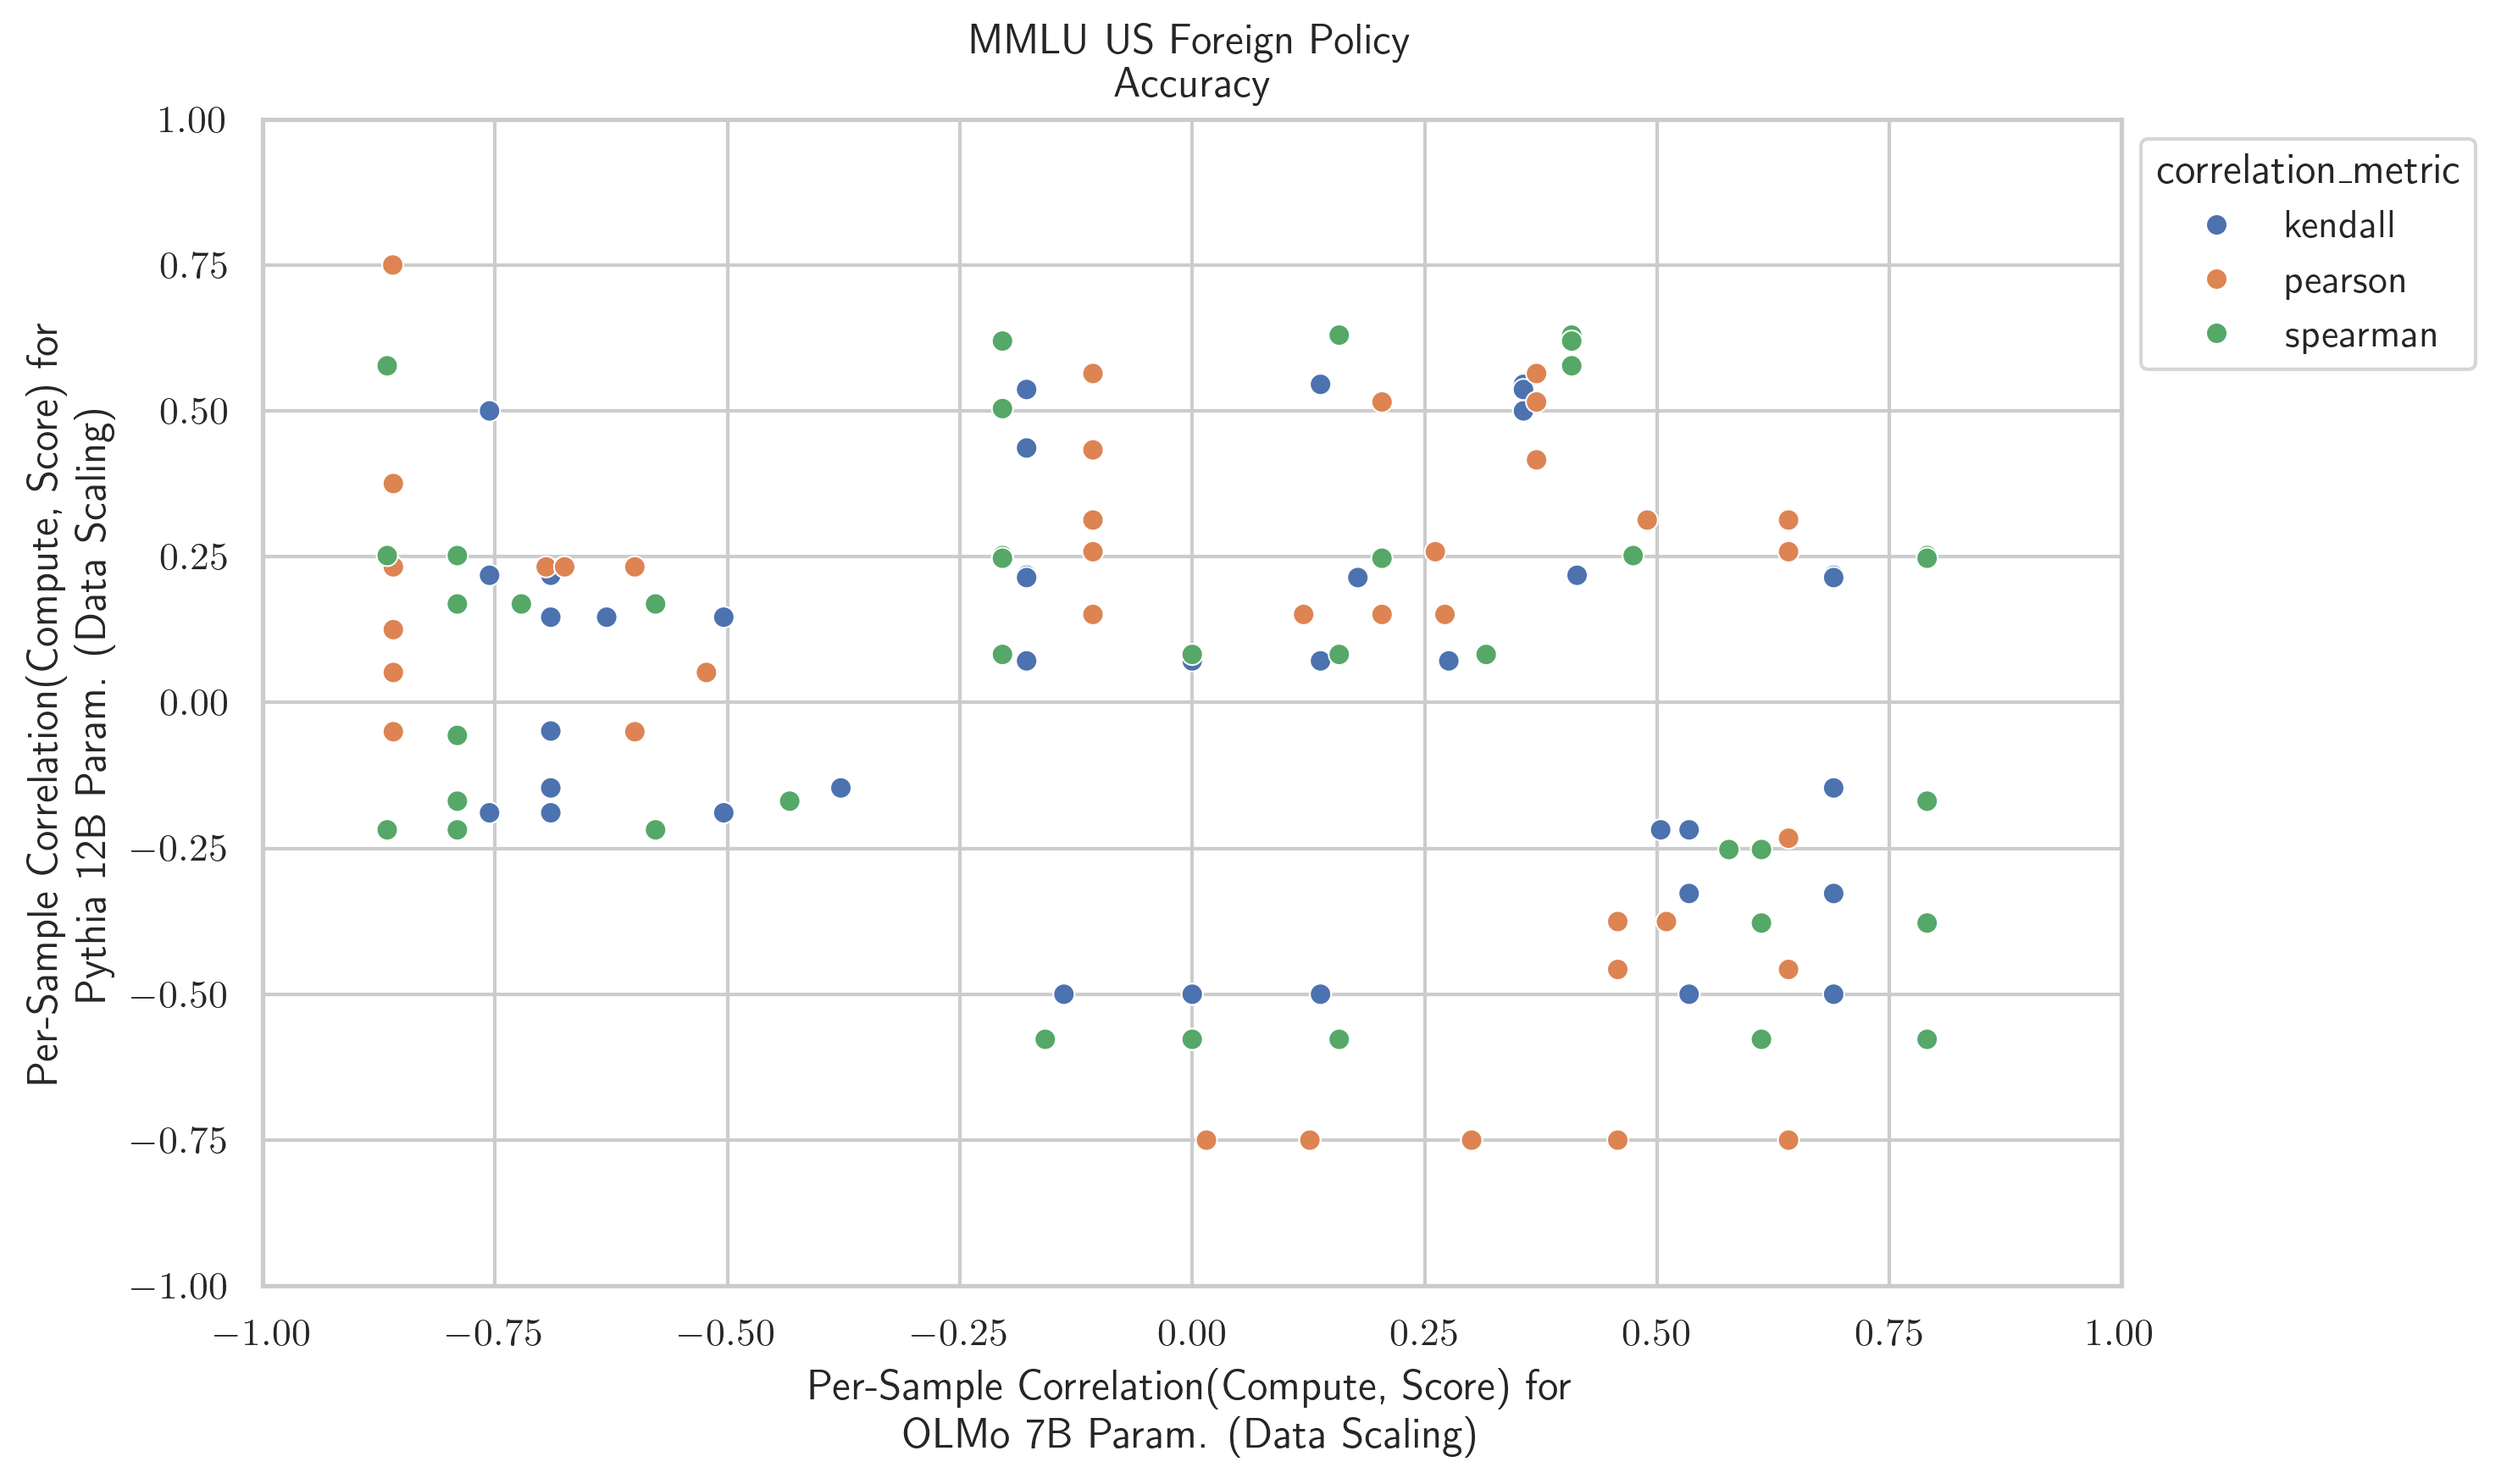 MMLU US Foreign Policy
Accuracy
Per-Sample Correlation(Compute, Score) for
Pythia 12B Param. (Data Scaling)
1.00
0.75
0.50
0.25
0.00
−0.25
−0.50
−0.75
−1.00
correlation_metric
kendall
pearson
spearman
−1.00 −0.75 −0.50 −0.25 0.00 0.25 0.50 0.75 1.00
Per-Sample Correlation(Compute, Score) for
OLMo 7B Param. (Data Scaling)